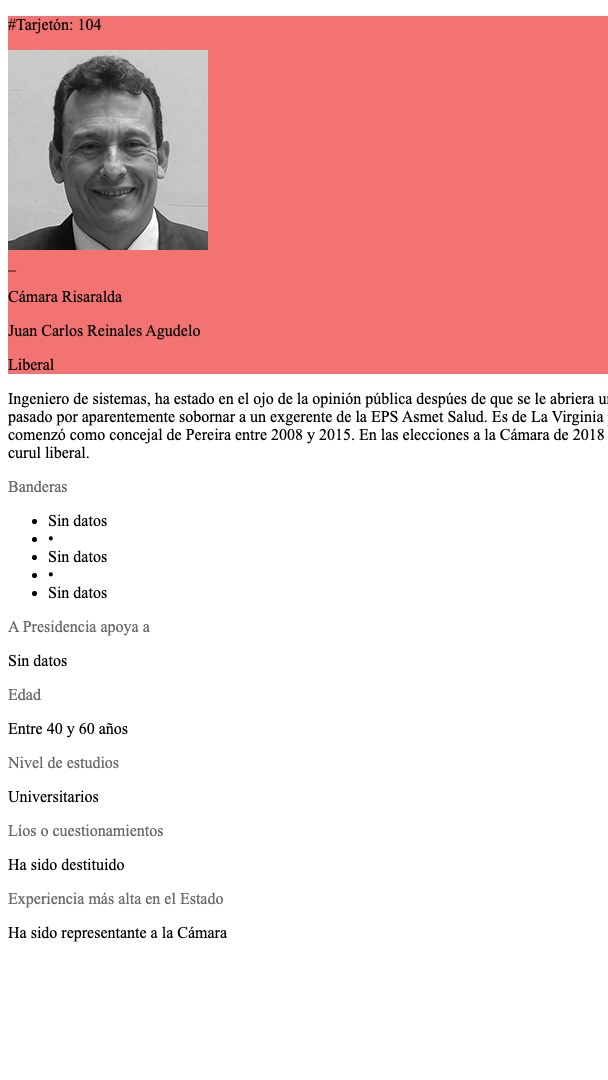 #Tarjetón: 104
_
Cámara Risaralda
Juan Carlos Reinales Agudelo
Liberal
Ingeniero de sistemas, ha estado en el ojo de la opinión pública despúes de que se le abriera
pasado por aparentemente sobornar a un exgerente de la EPS Asmet Salud. Es de La Virginia
comenzó como concejal de Pereira entre 2008 y 2015. En las elecciones a la Cámara de 2018
curul liberal.
Banderas
• Sin datos
• •
• Sin datos
• •
• Sin datos
A Presidencia apoya a
Sin datos
Edad
Entre 40 y 60 años
Nivel de estudios
Universitarios
Líos o cuestionamientos
Ha sido destituido
Experiencia más alta en el Estado
Ha sido representante a la Cámara